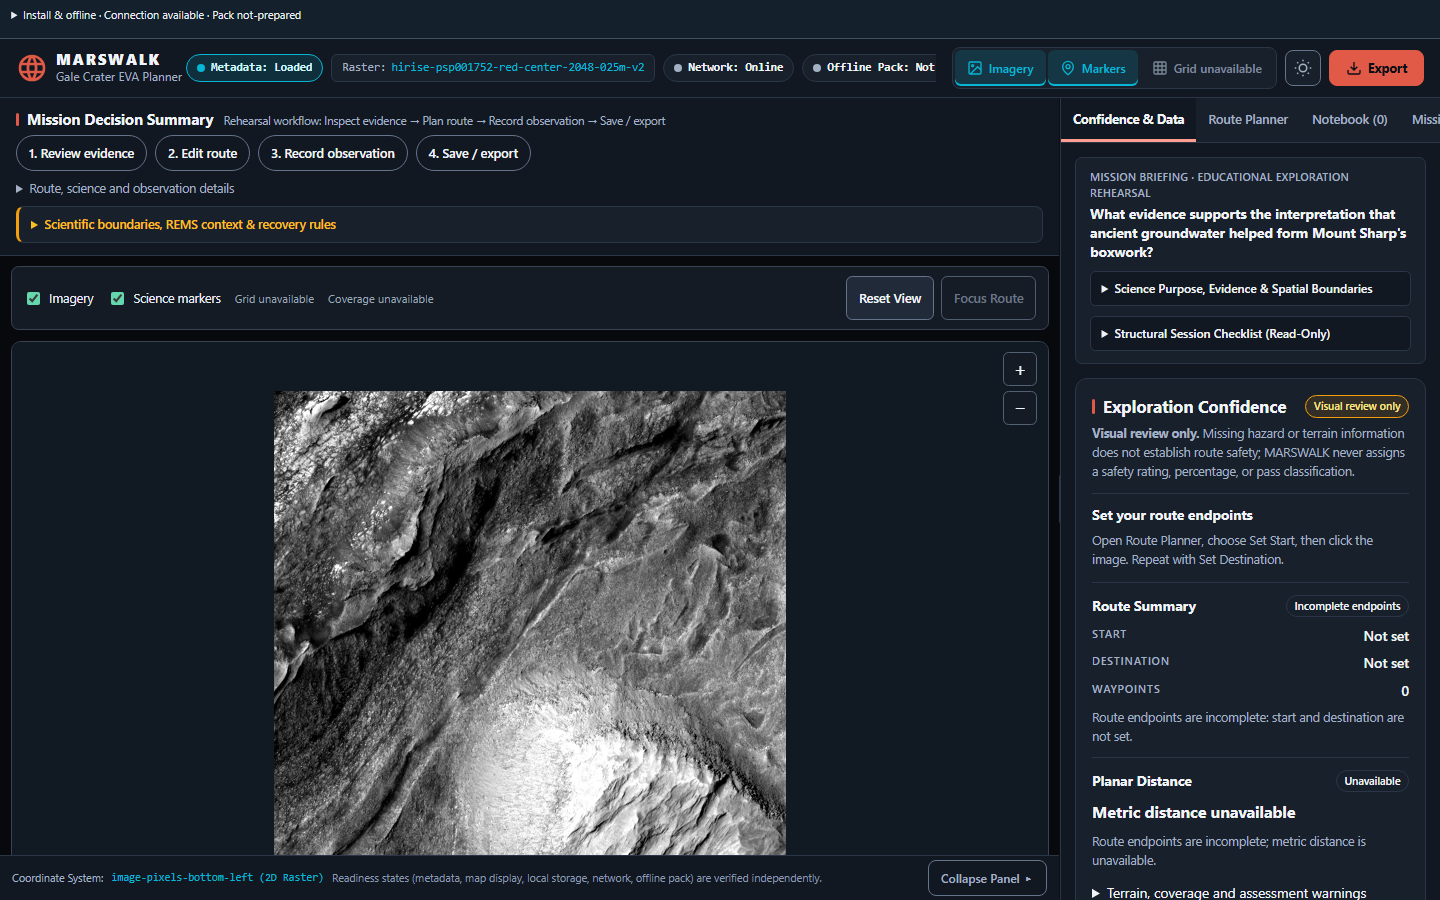 ▶ Install & offline · Connection available · Pack not-prepared
MARSWALK
Gale Crater EVA Planner
Metadata: Loaded
Raster: hirise-psp001752-red-center-2048-025m-v2
Network: Online
Offline Pack: Not
Imagery
Markers
Grid unavailable
Export
Mission Decision Summary
Rehearsal workflow: Inspect evidence → Plan route → Record observation → Save / export
1. Review evidence
2. Edit route
3. Record observation
4. Save / export
▶ Route, science and observation details
▶ Scientific boundaries, REMS context & recovery rules
Imagery
Science markers
Grid unavailable
Coverage unavailable
Reset View
Focus Route
+
−
Coordinate System: image-pixels-bottom-left (2D Raster)
Readiness states (metadata, map display, local storage, network, offline pack) are verified independently.
Collapse Panel ▸
Confidence & Data
Route Planner
Notebook (0)
Missi
MISSION BRIEFING · EDUCATIONAL EXPLORATION
REHEARSAL
What evidence supports the interpretation that
ancient groundwater helped form Mount Sharp's
boxwork?
▶ Science Purpose, Evidence & Spatial Boundaries
▶ Structural Session Checklist (Read-Only)
Exploration Confidence
Visual review only
Visual review only. Missing hazard or terrain information
does not establish route safety; MARSWALK never assigns
a safety rating, percentage, or pass classification.
Set your route endpoints
Open Route Planner, choose Set Start, then click the
image. Repeat with Set Destination.
Route Summary
Incomplete endpoints
START
Not set
DESTINATION
Not set
WAYPOINTS
0
Route endpoints are incomplete: start and destination are
not set.
Planar Distance
Unavailable
Metric distance unavailable
Route endpoints are incomplete; metric distance is
unavailable.
▶ Terrain, coverage and assessment warnings